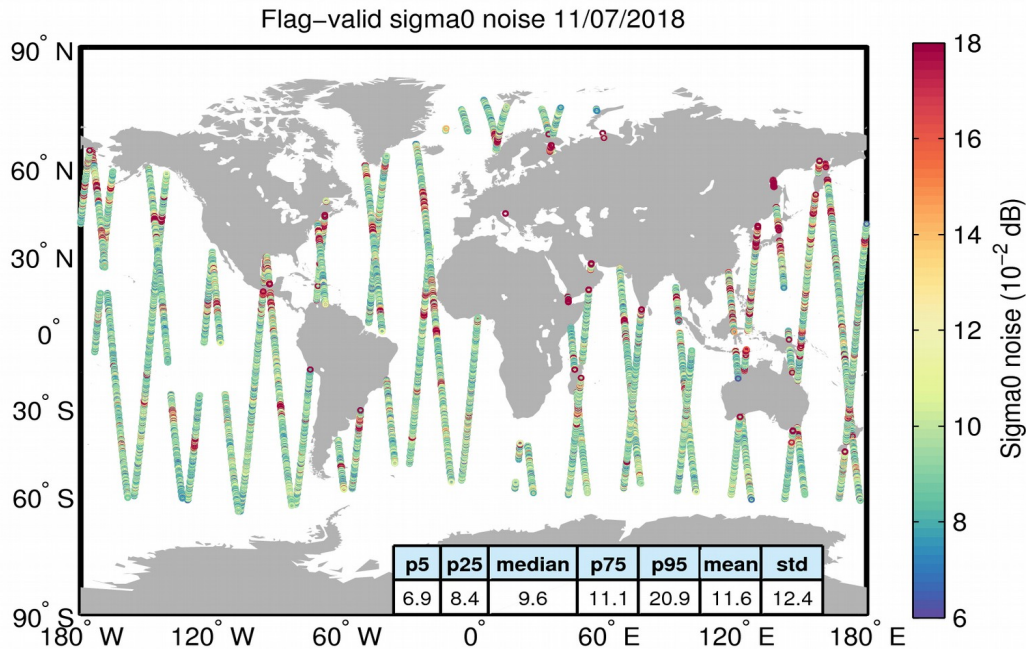 Flag-valid sigma0 noise 11/07/2018
90° N
60° N
30° N
0°
30° S
60° S
90° S
180° W
120° W
60° W
0°
60° E
120° E
180° E
p5 p25 median p75 p95 mean std
6.9 8.4 9.6 11.1 20.9 11.6 12.4
18
16
14
12
10
8
6
Sigma0 noise (10-2 dB)